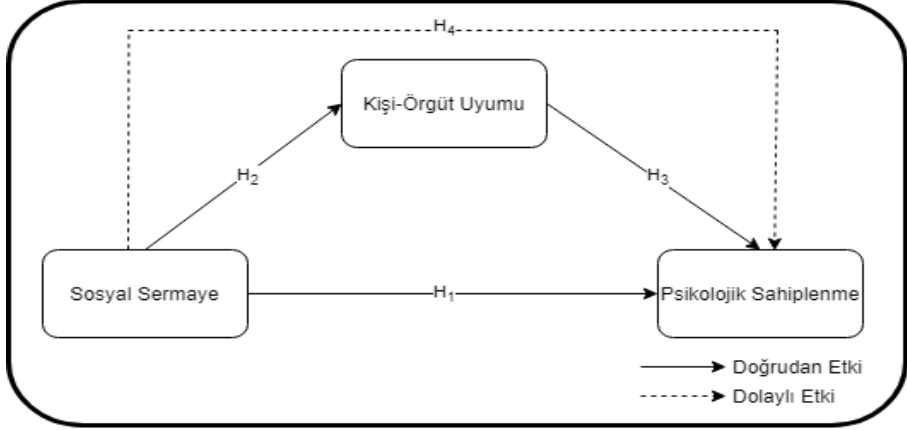 H₄
Kişi-Örgüt Uyumu
H₂
H₃
Sosyal Sermaye
H₁
Psikolojik Sahiplenme
Doğrudan Etki
Dolaylı Etki